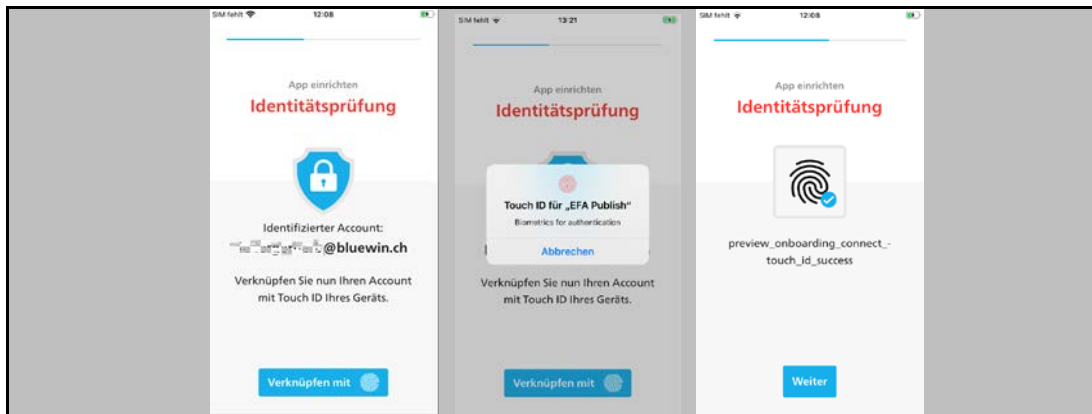 SIM fehlt 12:08
App einrichten
Identitätsprüfung
Identifizierter Account:
@bluewin.ch
Verknüpfen Sie nun Ihren Account
mit Touch ID Ihres Geräts.
Verknüpfen mit
SIM fehlt 13:21
App einrichten
Identitätsprüfung
Touch ID für „EFA Publish“
Biometrics for authentication
Abbrechen
Verknüpfen Sie nun Ihren Account
mit Touch ID Ihres Geräts.
Verknüpfen mit
SIM fehlt 12:08
App einrichten
Identitätsprüfung
preview_onboarding_connect_-
touch_id_success
Weiter